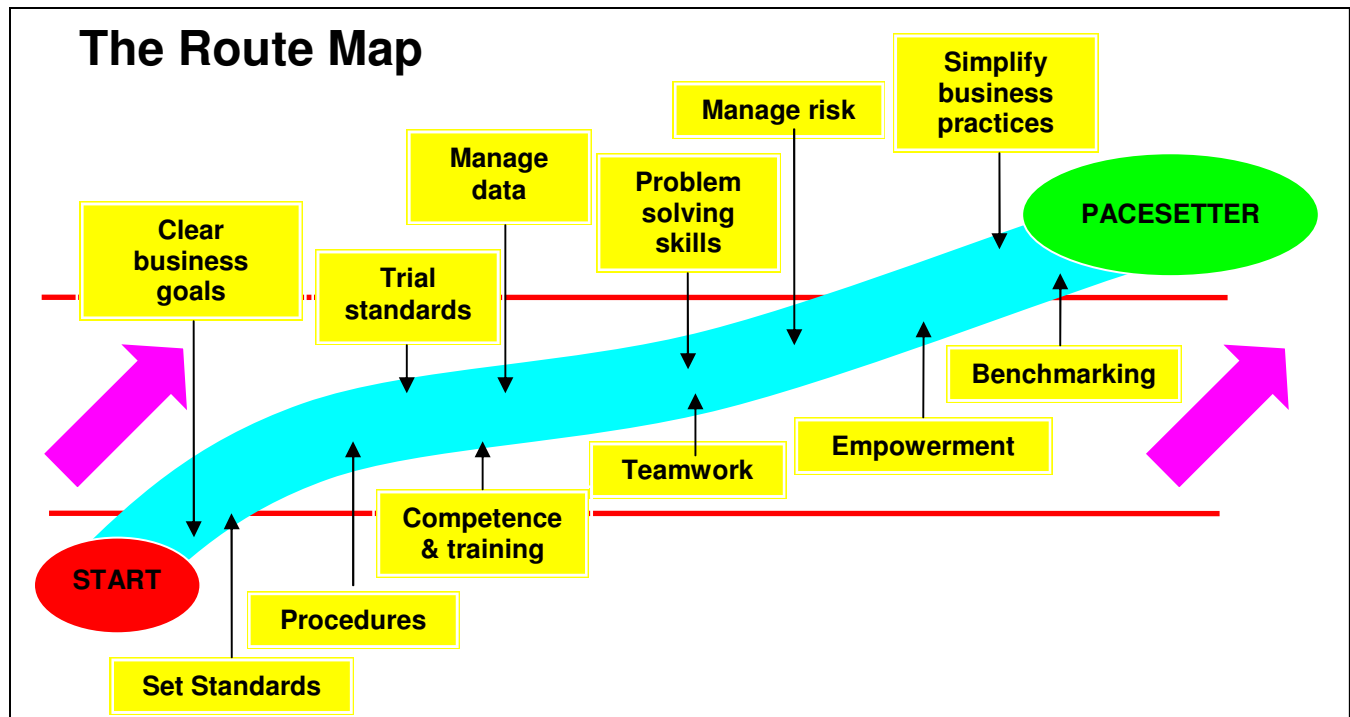 The Route Map
Simplify
business
practices
Manage risk
Manage
data
Problem
solving
skills
PACESETTER
Clear
business
goals
Trial
standards
Benchmarking
Empowerment
Teamwork
Competence
& training
START
Procedures
Set Standards